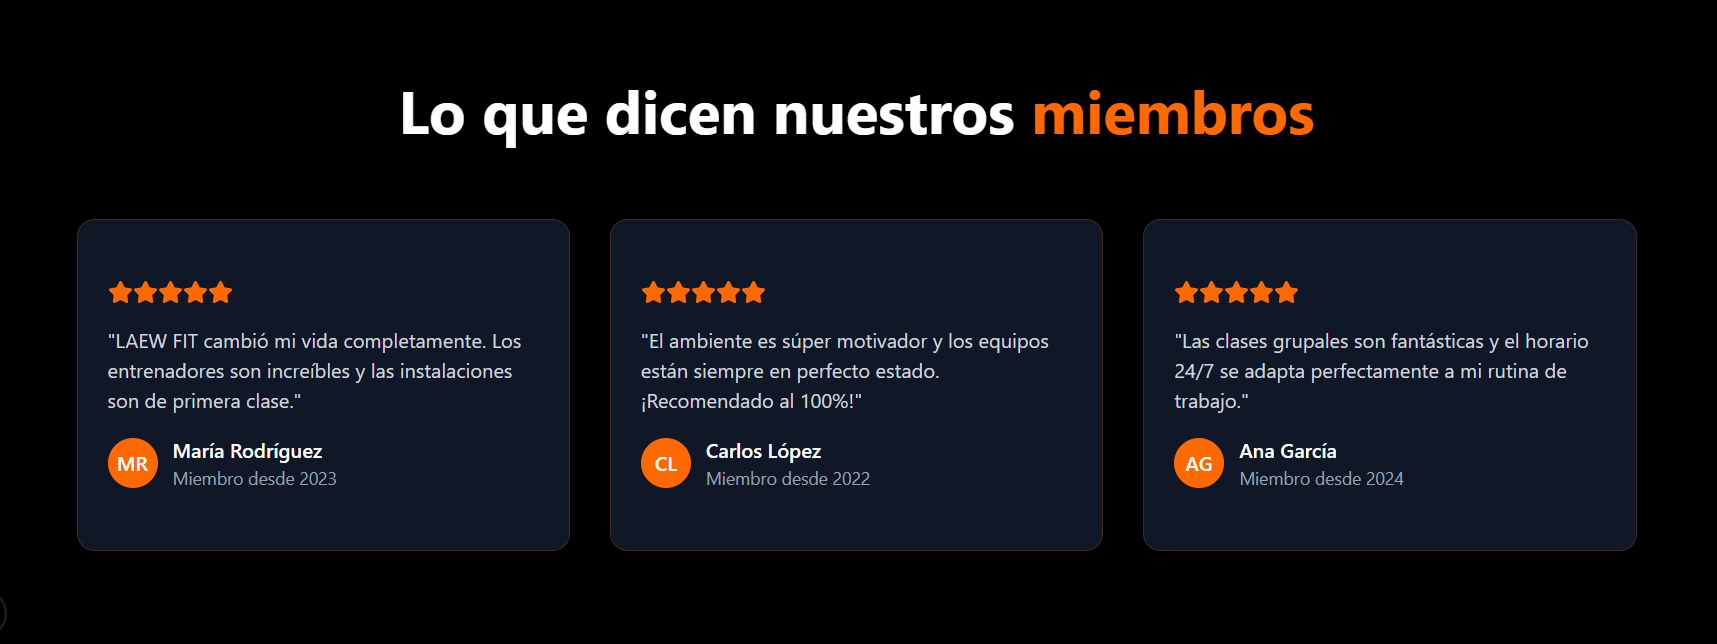 Lo que dicen nuestros miembros
"LAEW FIT cambió mi vida completamente. Los
entrenadores son increíbles y las instalaciones
son de primera clase."
MR
María Rodríguez
Miembro desde 2023
"El ambiente es súper motivador y los equipos
están siempre en perfecto estado.
¡Recomendado al 100%!"
CL
Carlos López
Miembro desde 2022
"Las clases grupales son fantásticas y el horario
24/7 se adapta perfectamente a mi rutina de
trabajo."
AG
Ana García
Miembro desde 2024